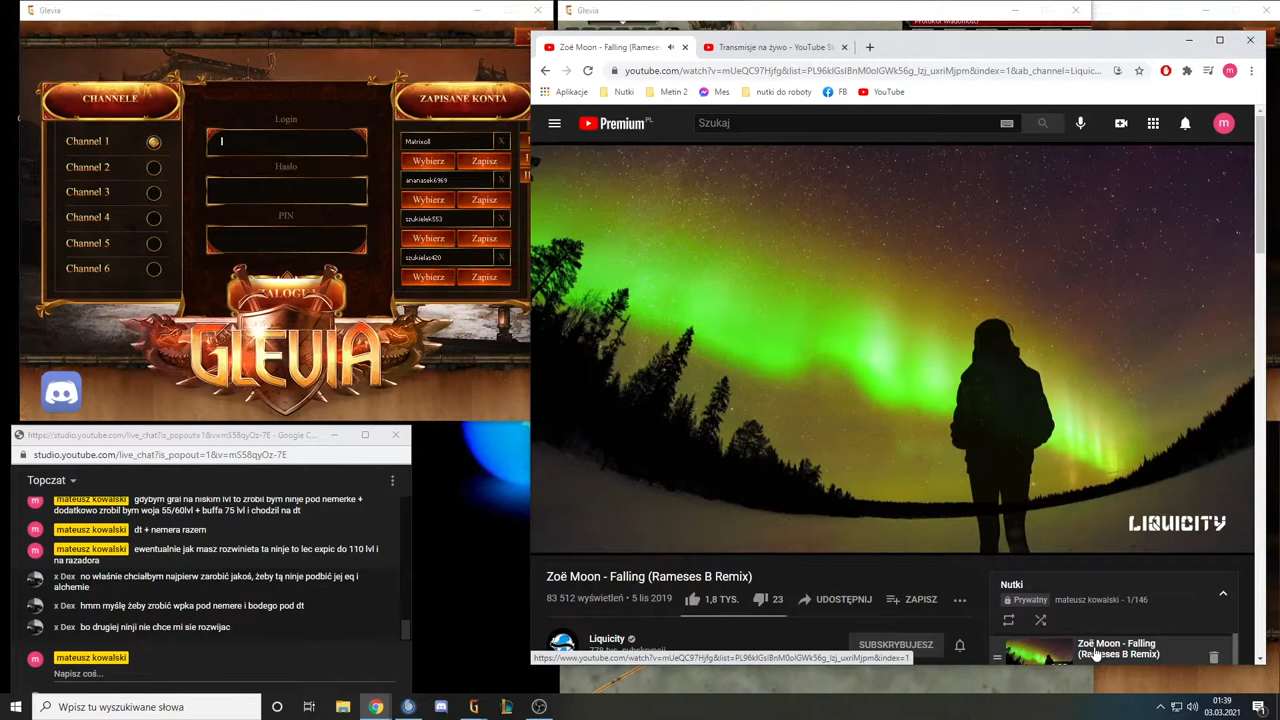 Glevia
Glevia
CHANNELE
Channel 1
Channel 2
Channel 3
Channel 4
Channel 5
Channel 6
Login
Hasło
PIN
ZALOGUJ
GLEVIA
ZAPISANE KONTA
Matrixoll X
Wybierz Zapisz
ananasek6969 X
Wybierz Zapisz
szukielek553 X
Wybierz Zapisz
szukielas420 X
Wybierz Zapisz
Zoë Moon - Falling (Rameses
Transmisje na żywo - YouTube St
youtube.com/watch?v=mUeQC97Hjfg&list=PL96klGslBnM0olGWk56g_lzj_uxriMjpm&index=1&ab_channel=Liquic...
Aplikacje Nutki Metin 2 Mes nutki do roboty FB YouTube
Premium PL
Szukaj
m
LIQUICITY
Zoë Moon - Falling (Rameses B Remix)
83 512 wyświetleń • 5 lis 2019
1,8 TYS. 23 UDOSTĘPNIJ ZAPISZ ...
Liquicity
SUBSKRYBUJESZ
Nutki
Prywatny mateusz kowalski - 1/146
Zoë Moon - Falling
(Rameses B Remix)
https://www.youtube.com/watch?v=mUeQC97Hjfg&list=PL96klGslBnM0olGWk56g_lzj_uxriMjpm&index=1
https://studio.youtube.com/live_chat?is_popout=1&v=mS58qyOz-7E - Google C...
studio.youtube.com/live_chat?is_popout=1&v=mS58qyOz-7E
Topczat
mateusz kowalski gdybym grał na niskim lvl to zrobił bym ninje pod nemerke +
dodatkowo zrobił bym woja 55/60lvl + buffa 75 lvl i chodził na dt
mateusz kowalski dt + nemera razem
mateusz kowalski ewentualnie jak masz rozwinieta ta ninje to lec expic do 110 lvl i
na razadora
x Dex no właśnie chciałbym najpierw zarobić jakoś, żeby tą ninje podbić jej eq i
alchemie
x Dex hmm myślę żeby zrobić wpka pod nemere i bodego pod dt
x Dex bo drugiej ninji nie chce mi sie rozwijac
mateusz kowalski
Napisz coś...
Wpisz tu wyszukiwane słowa
01:39
03.03.2021